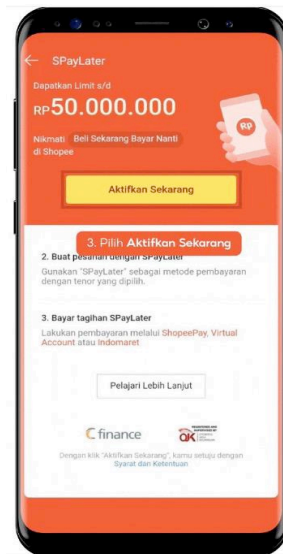 SPayLater
Dapatkan Limit s/d
RP50.000.000
RP
Nikmati Beli Sekarang Bayar Nanti
di Shopee
Aktifkan Sekarang
3. Pilih Aktifkan Sekarang
2. Buat pesanan dengan SPayLater
Gunakan "SPayLater" sebagai metode pembayaran
dengan tenor yang dipilih.
3. Bayar tagihan SPayLater
Lakukan pembayaran melalui ShopeePay, Virtual
Account atau Indomaret
Pelajari Lebih Lanjut
Cfinance
Dengan klik "Aktifkan Sekarang", kamu setuju dengan
Syarat dan Ketentuan